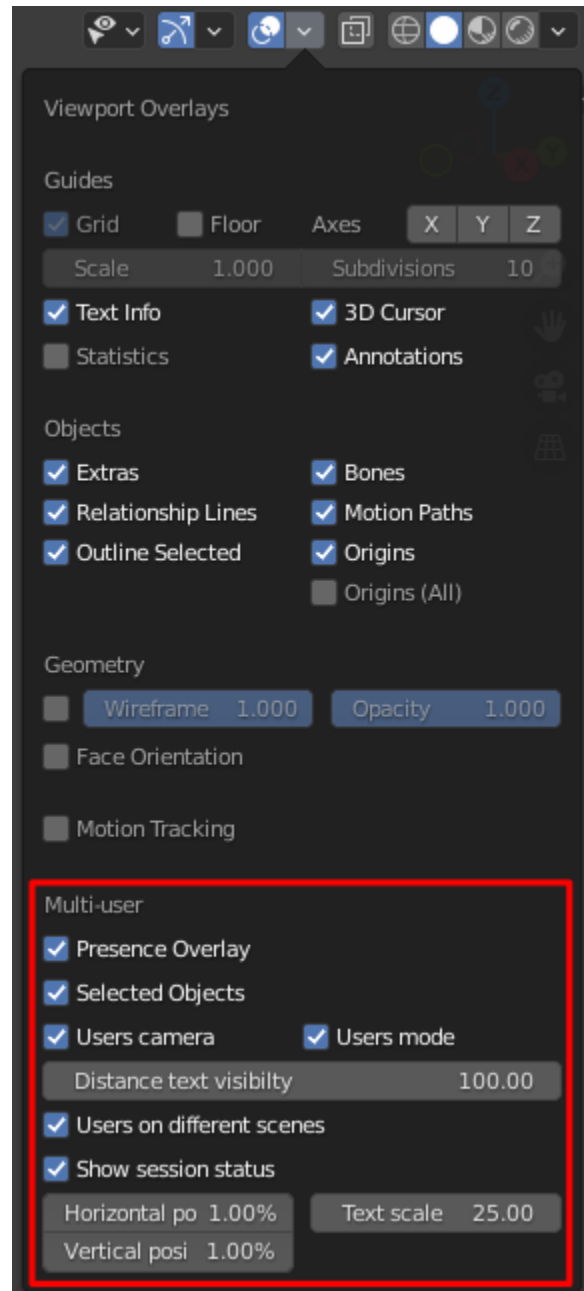 Viewport Overlays
Guides
Grid Floor Axes X Y Z
Scale 1.000 Subdivisions 10
Text Info 3D Cursor
Statistics Annotations
Objects
Extras Bones
Relationship Lines Motion Paths
Outline Selected Origins
Origins (All)
Geometry
Wireframe 1.000 Opacity 1.000
Face Orientation
Motion Tracking
Multi-user
Presence Overlay
Selected Objects
Users camera Users mode
Distance text visibilty 100.00
Users on different scenes
Show session status
Horizontal po 1.00% Text scale 25.00
Vertical posi 1.00%